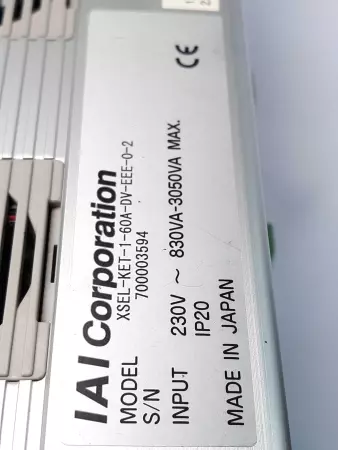 IAI Corporation
MODEL XSEL-KET-1-60A-DV-EEE-0-2
S/N 700003594
INPUT 230V ~ 830VA-3050VA MAX.
IP20
MADE IN JAPAN
CE